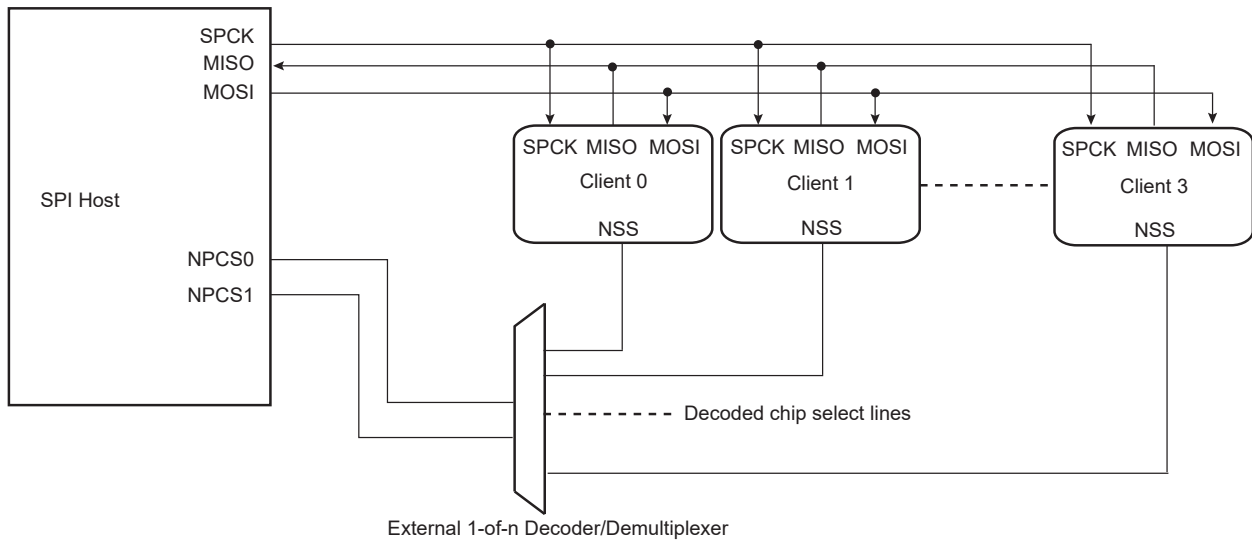 SPCK
MISO
MOSI
SPCK MISO MOSI
Client 0
NSS
SPCK MISO MOSI
Client 1
NSS
SPCK MISO MOSI
Client 3
NSS
SPI Host
NPCS0
NPCS1
Decoded chip select lines
External 1-of-n Decoder/Demultiplexer